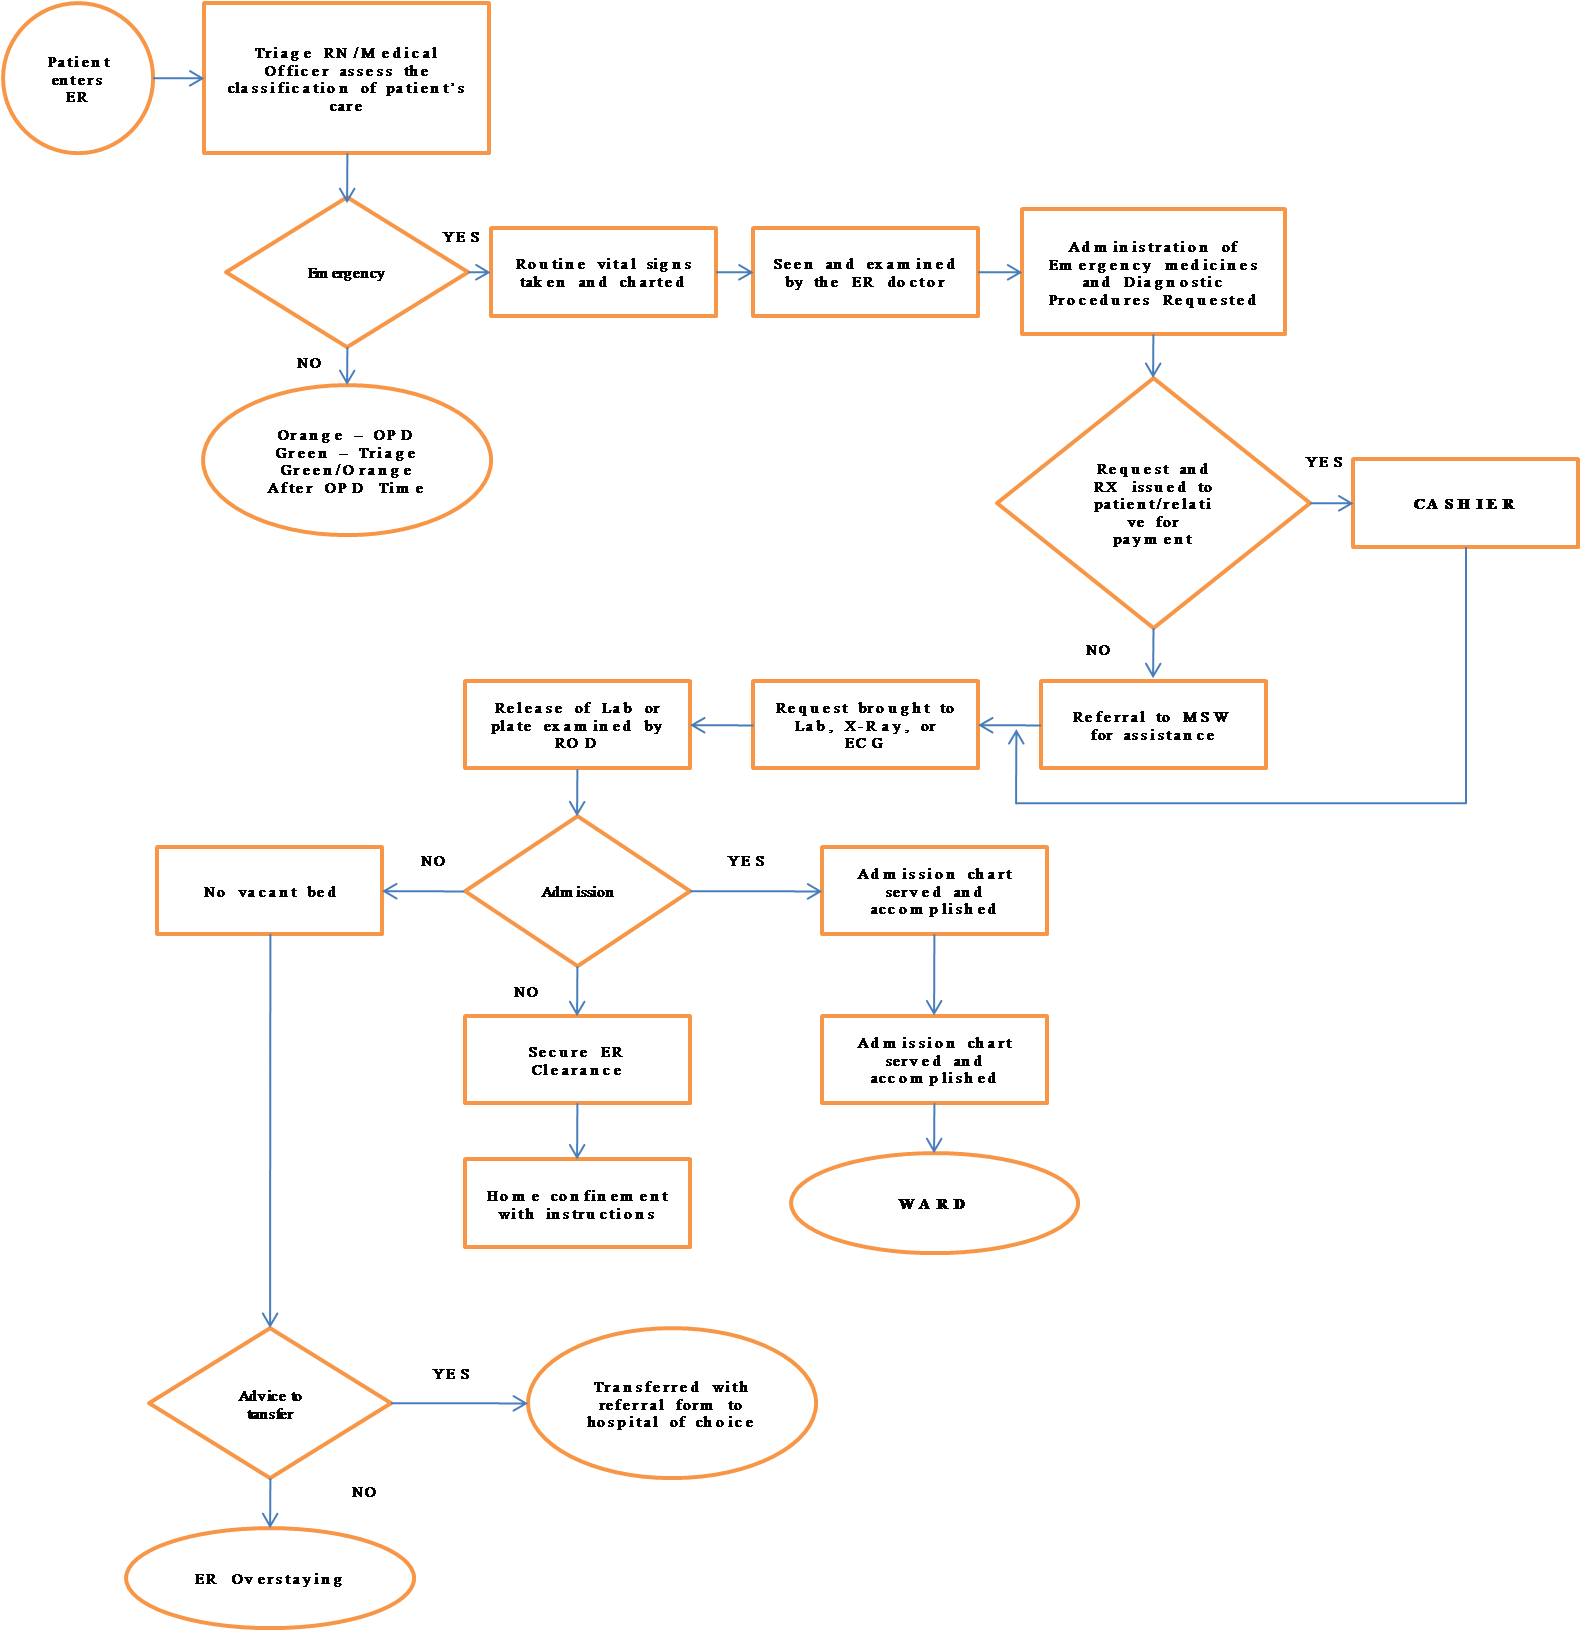 Patient
enters
ER
Triage RN/Medical
Officer assess the
classification of patient's
care
Emergency
YES
Routine vital signs
taken and charted
Seen and examined
by the ER doctor
Administration of
Emergency medicines
and Diagnostic
Procedures Requested
NO
Orange – OPD
Green – Triage
Green/Orange
After OPD Time
Request and
RX issued to
patient/relati
ve for
payment
YES
CASHIER
NO
Referral to MSW
for assistance
Request brought to
Lab, X-Ray, or
ECG
Release of Lab or
plate examined by
ROD
Admission
NO
No vacant bed
YES
Admission chart
served and
accomplished
NO
Secure ER
Clearance
Admission chart
served and
accomplished
Home confinement
with instructions
WARD
Advice to
transfer
YES
Transferred with
referral form to
hospital of choice
NO
ER Overstaying